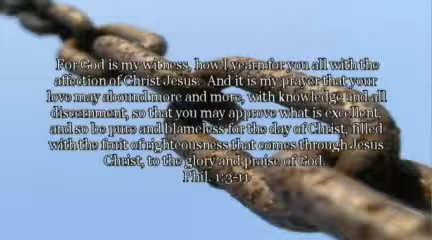 For God is my witness, how I yearn for you all with the
affection of Christ Jesus. And it is my prayer that your
love may abound more and more, with knowledge and all
discernment, so that you may approve what is excellent,
and so be pure and blameless for the day of Christ, filled
with the fruit of righteousness that comes through Jesus
Christ, to the glory and praise of God.
Phil. 1:3-11